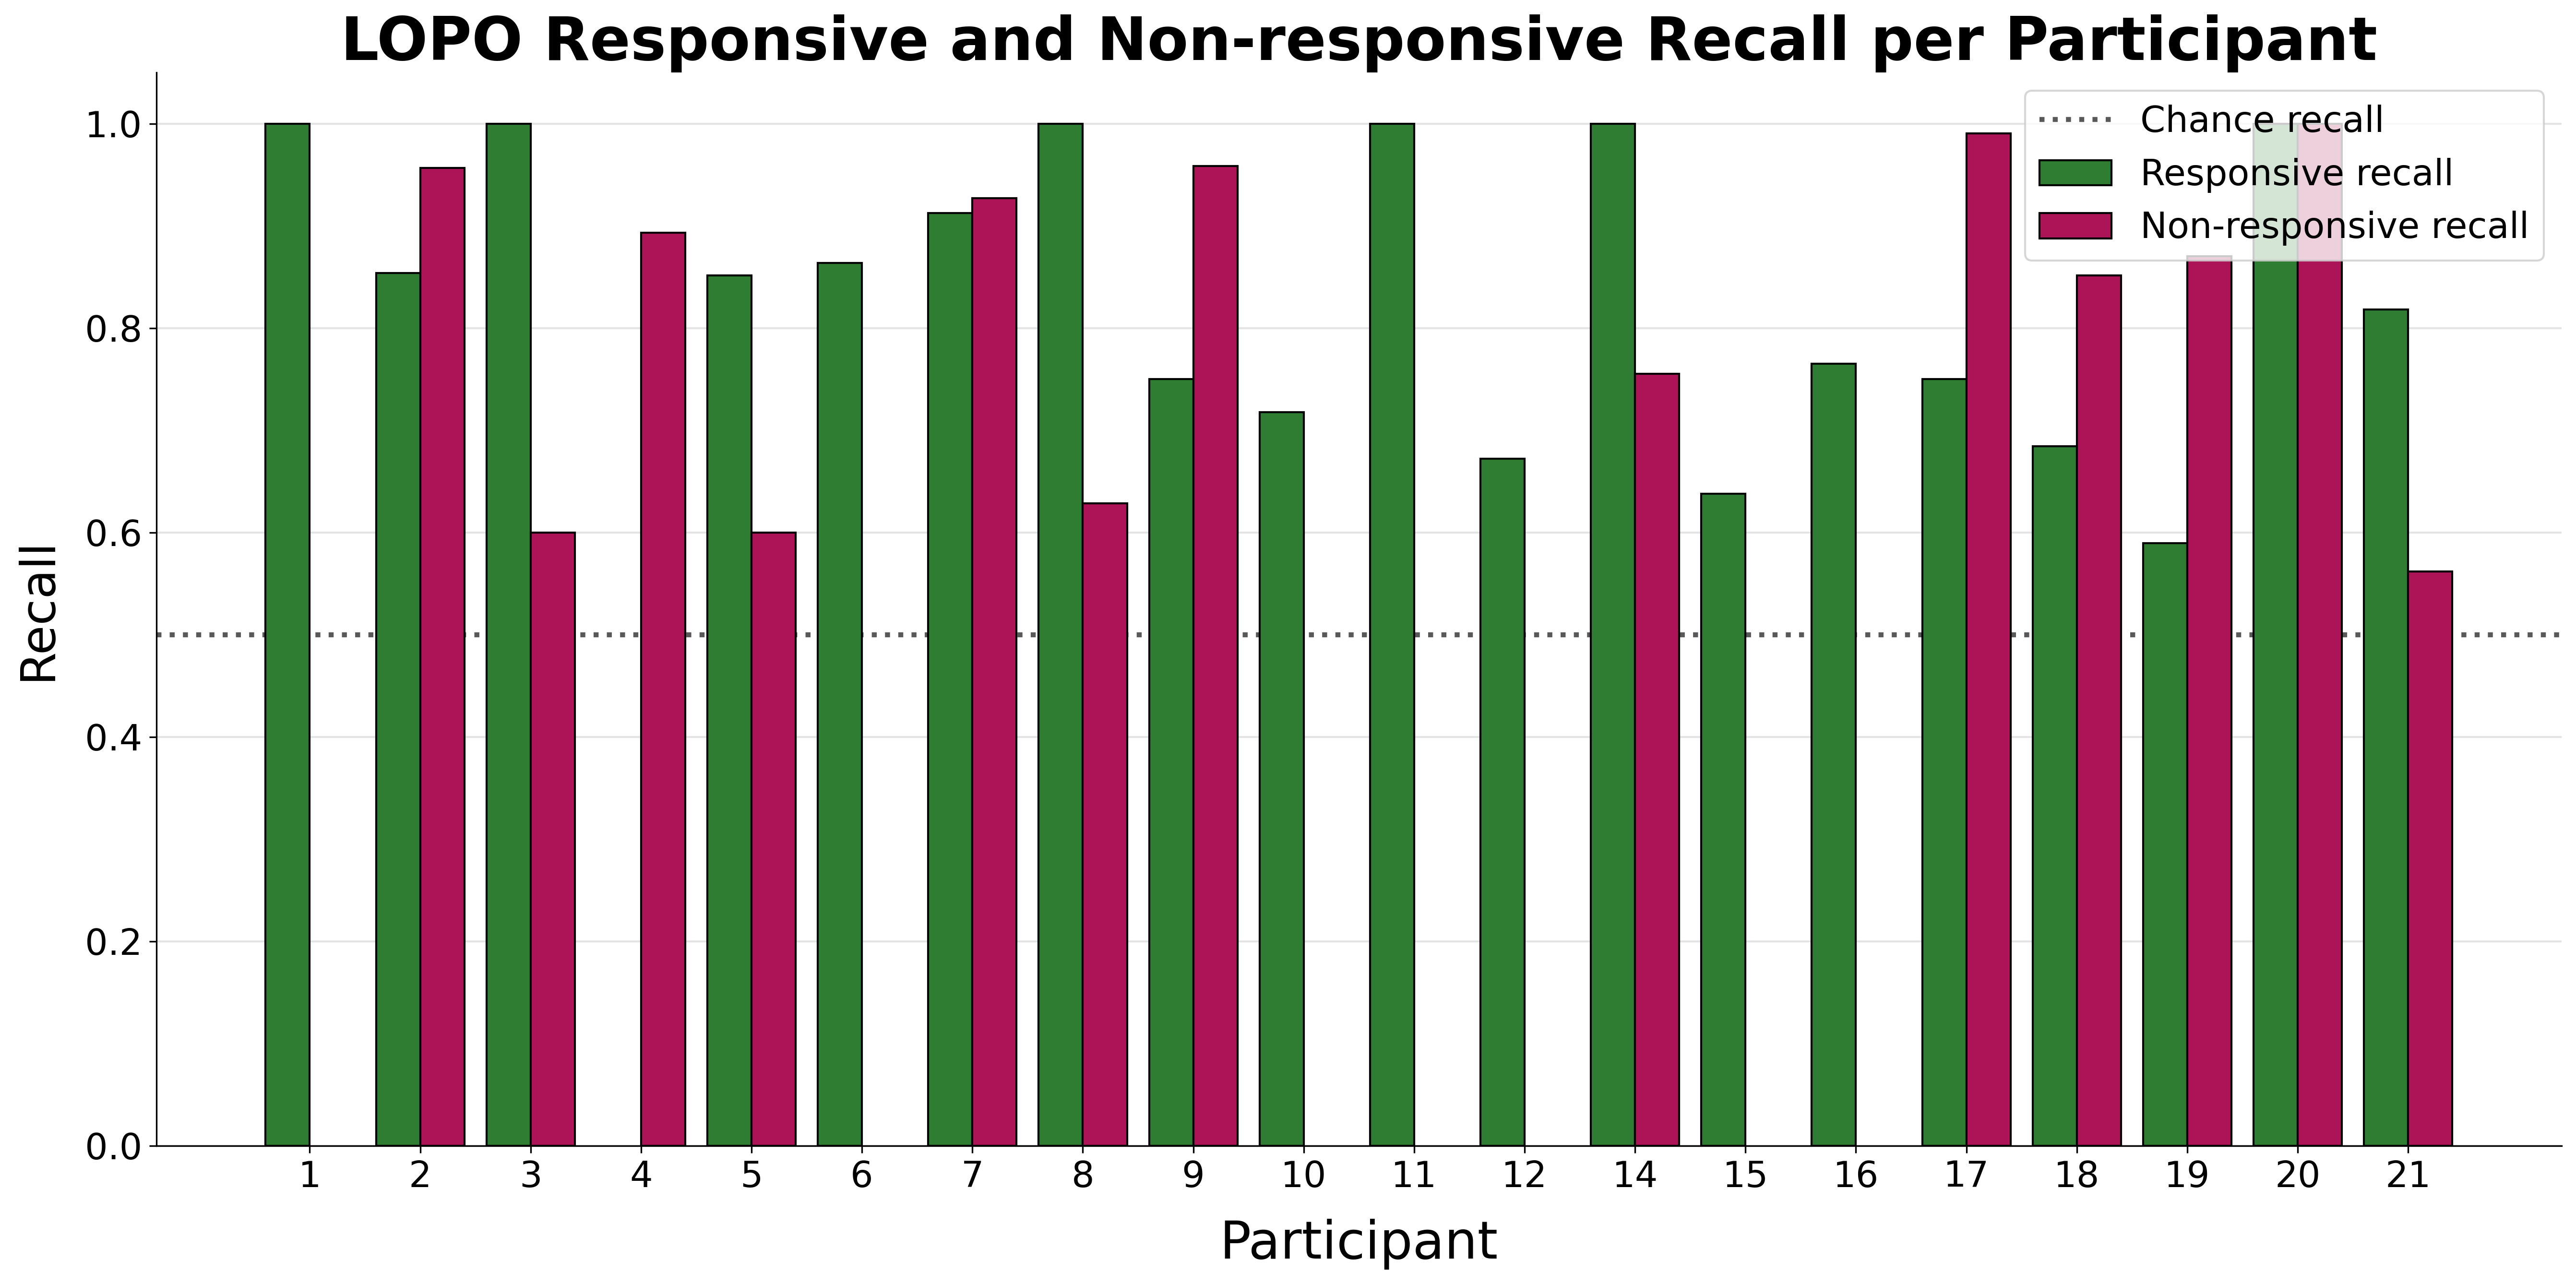 LOPO Responsive and Non-responsive Recall per Participant
Chance recall
Responsive recall
Non-responsive recall
1.0
0.8
0.6
0.4
0.2
0.0
Recall
1 2 3 4 5 6 7 8 9 10 11 12 14 15 16 17 18 19 20 21
Participant